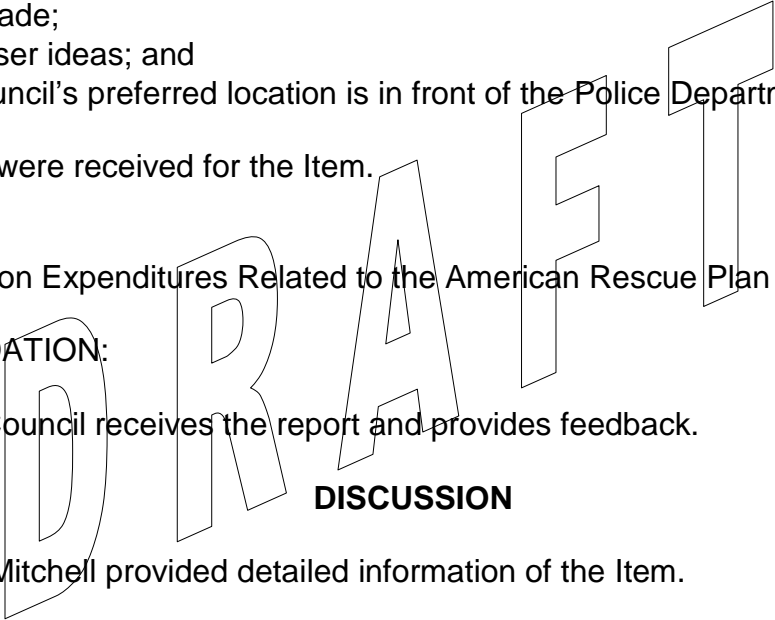 ade;
ser ideas; and
uncil's preferred location is in front of the Police Departm
were received for the Item.
on Expenditures Related to the American Rescue Plan
DATION:
Council receives the report and provides feedback.
DISCUSSION
Mitchell provided detailed information of the Item.
DRAFT